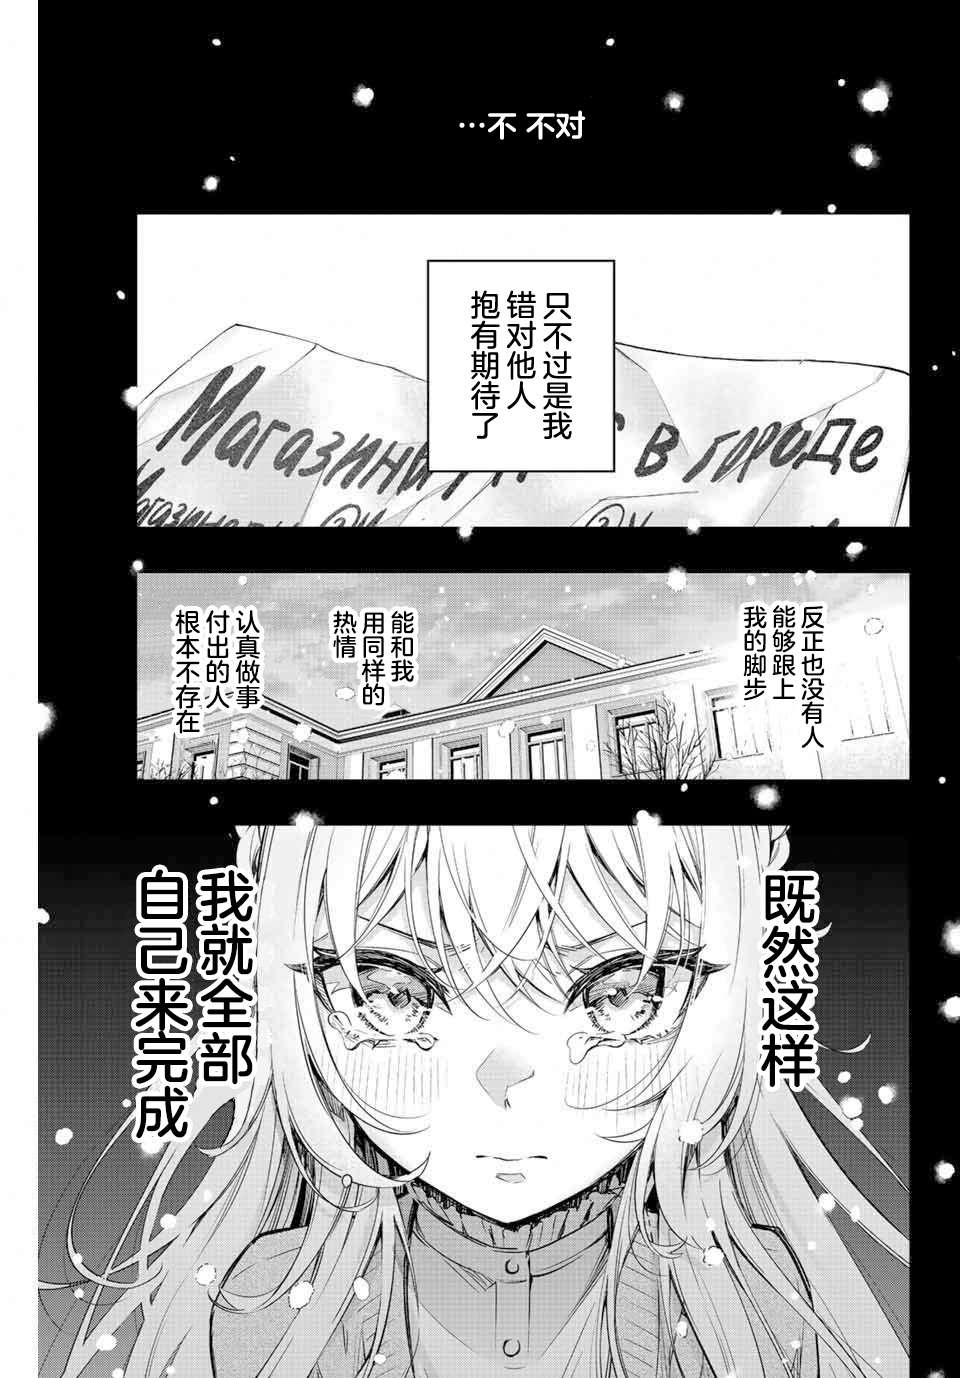 …不 不对
只不过是我
错对他人
抱有期待了
Магазины
в городе
反正也没有人
能够跟上
我的脚步
能和我
用同样的
热情
认真做事
付出的人
根本不存在
既然这样
我就全部
自己来完成